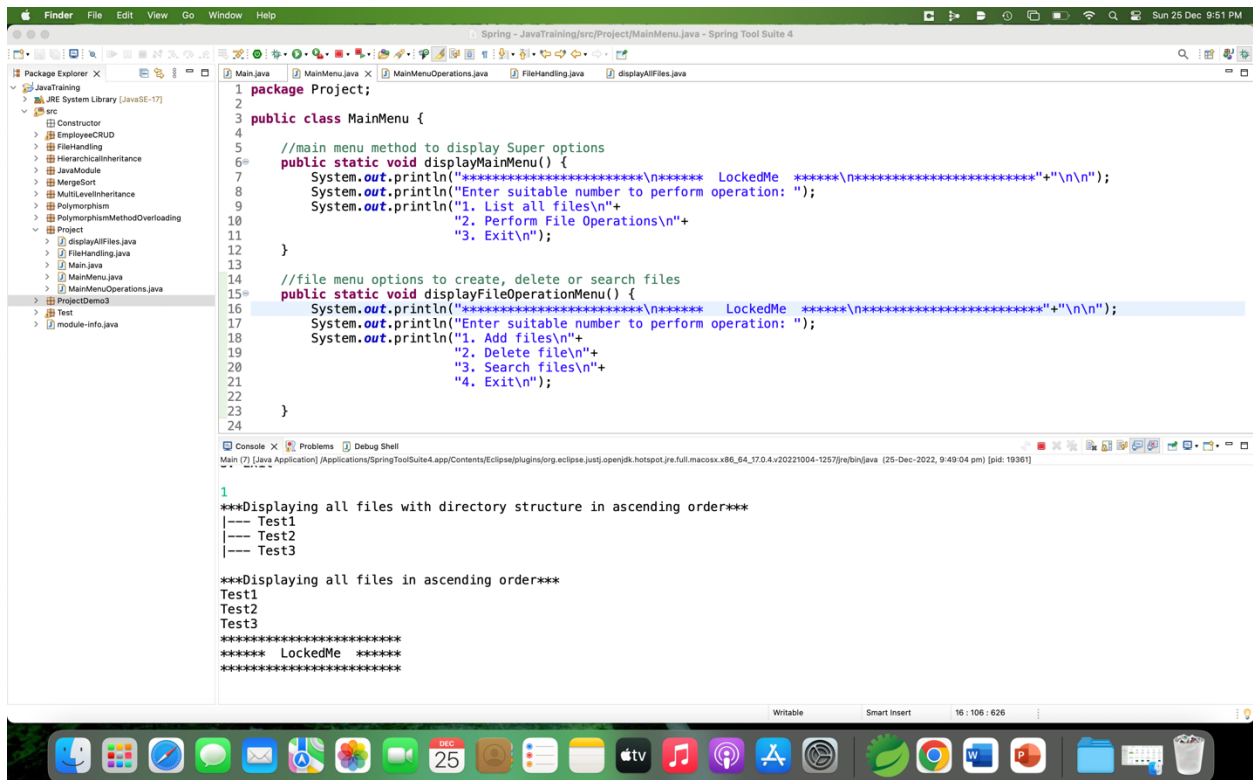 Finder File Edit View Go Window Help Sun 25 Dec 9:51 PM
Spring - JavaTraining/src/Project/MainMenu.java - Spring Tool Suite 4
Package Explorer
JavaTraining
JRE System Library [JavaSE-17]
src
Constructor
EmployeeCRUD
FileHandling
HierarchicalInheritance
JavaModule
MergeSort
MultiLevelInheritance
Polymorphism
PolymorphismMethodOverloading
Project
displayAllFiles.java
FileHandling.java
Main.java
MainMenu.java
MainMenuOperations.java
ProjectDemo3
Test
module-info.java
Main.java MainMenu.java MainMenuOperations.java FileHandling.java displayAllFiles.java
1 package Project;
2
3 public class MainMenu {
4
5 //main menu method to display Super options
6 public static void displayMainMenu() {
7 System.out.println("************************\n****** LockedMe ******\n************************"+"\n\n");
8 System.out.println("Enter suitable number to perform operation: ");
9 System.out.println("1. List all files\n"+
10 "2. Perform File Operations\n"+
11 "3. Exit\n");
12 }
13
14 //file menu options to create, delete or search files
15 public static void displayFileOperationMenu() {
16 System.out.println("************************\n****** LockedMe ******\n************************"+"\n\n");
17 System.out.println("Enter suitable number to perform operation: ");
18 System.out.println("1. Add files\n"+
19 "2. Delete file\n"+
20 "3. Search files\n"+
21 "4. Exit\n");
22
23 }
24
Console Problems Debug Shell
Main (7) [Java Application] /Applications/SpringToolSuite4.app/Contents/Eclipse/plugins/org.eclipse.justj.openjdk.hotspot.jre.full.macosx.x86_64_17.0.4.v20221004-1257/jre/bin/java (25-Dec-2022, 9:49:04 pm) [pid: 19361]
1
***Displaying all files with directory structure in ascending order***
|--- Test1
|--- Test2
|--- Test3
***Displaying all files in ascending order***
Test1
Test2
Test3
************************
****** LockedMe ******
************************
Writable Smart Insert 16 : 106 : 626
DEC
25
tv
W
P